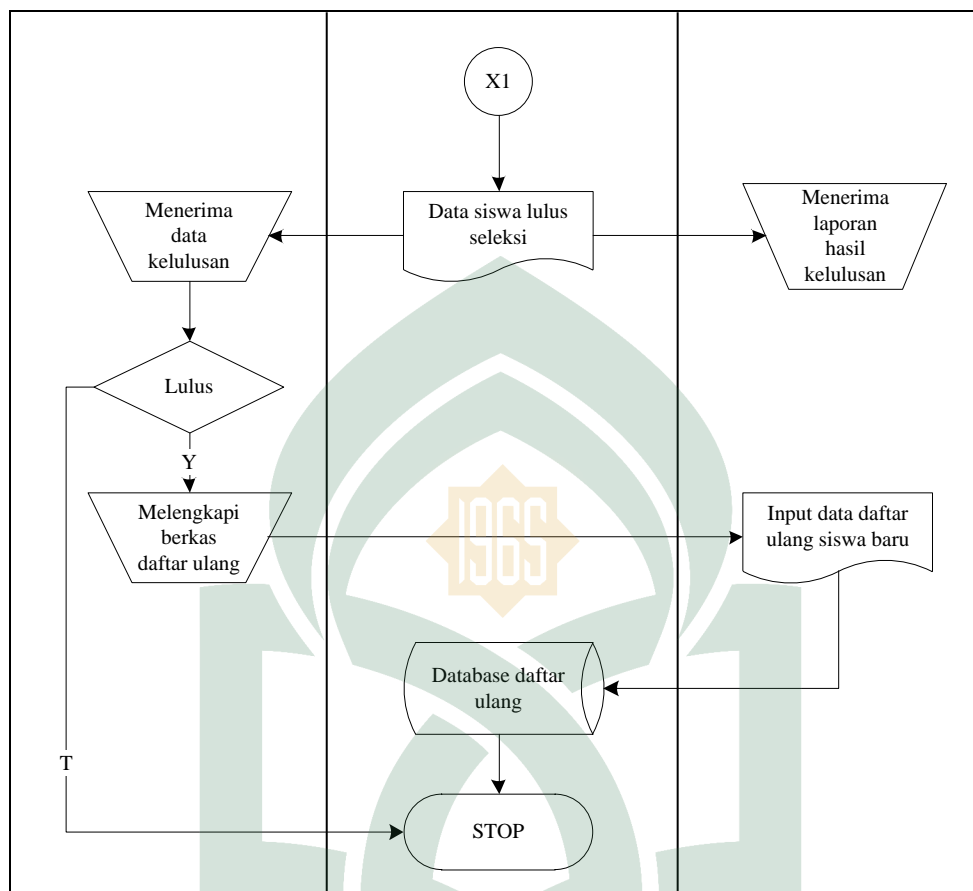 X1
Menerima
data
kelulusan
Data siswa lulus
seleksi
Menerima
laporan
hasil
kelulusan
Lulus
Y
Melengkapi
berkas
daftar ulang
Input data daftar
ulang siswa baru
1965
Database daftar
ulang
T
STOP